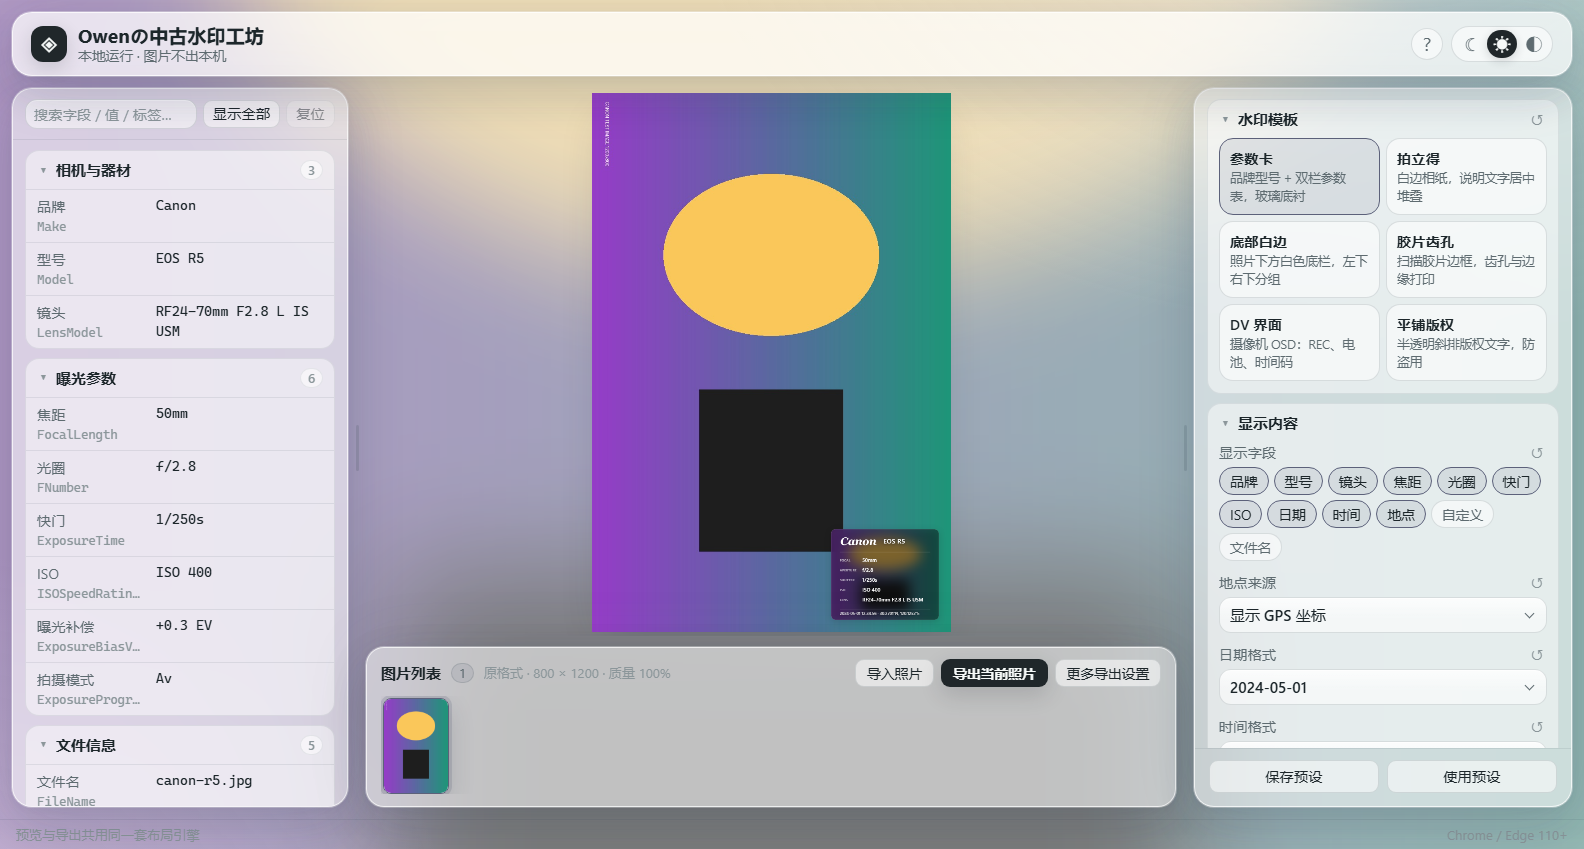 Owenの中古水印工坊
本地运行 · 图片不出本机
?
搜索字段 / 值 / 标签...
显示全部
复位
相机与器材
3
品牌
Canon
Make
型号
EOS R5
Model
镜头
RF24-70mm F2.8 L IS USM
LensModel
曝光参数
6
焦距
50mm
FocalLength
光圈
f/2.8
FNumber
快门
1/250s
ExposureTime
ISO
ISO 400
ISOSpeedRatin...
曝光补偿
+0.3 EV
ExposureBiasV...
拍摄模式
Av
ExposureProgr...
文件信息
5
文件名
canon-r5.jpg
FileName
Canon EOS R5
50mm
f/2.8
1/250s
ISO 400
RF24-70mm F2.8 L IS USM
图片列表
1
原格式 · 800 × 1200 · 质量 100%
导入照片
导出当前照片
更多导出设置
水印模板
参数卡
品牌型号 + 双栏参数
表，玻璃底衬
拍立得
白边相纸，说明文字居中
堆叠
底部白边
照片下方白色底栏，左下
右下分组
胶片齿孔
扫描胶片边框，齿孔与边
缘打印
DV 界面
摄像机 OSD：REC、电
池、时间码
平铺版权
半透明斜排版权文字，防
盗用
显示内容
显示字段
品牌
型号
镜头
焦距
光圈
快门
ISO
日期
时间
地点
自定义
文件名
地点来源
显示 GPS 坐标
日期格式
2024-05-01
时间格式
保存预设
使用预设
预览与导出共用同一套布局引擎
Chrome / Edge 110+